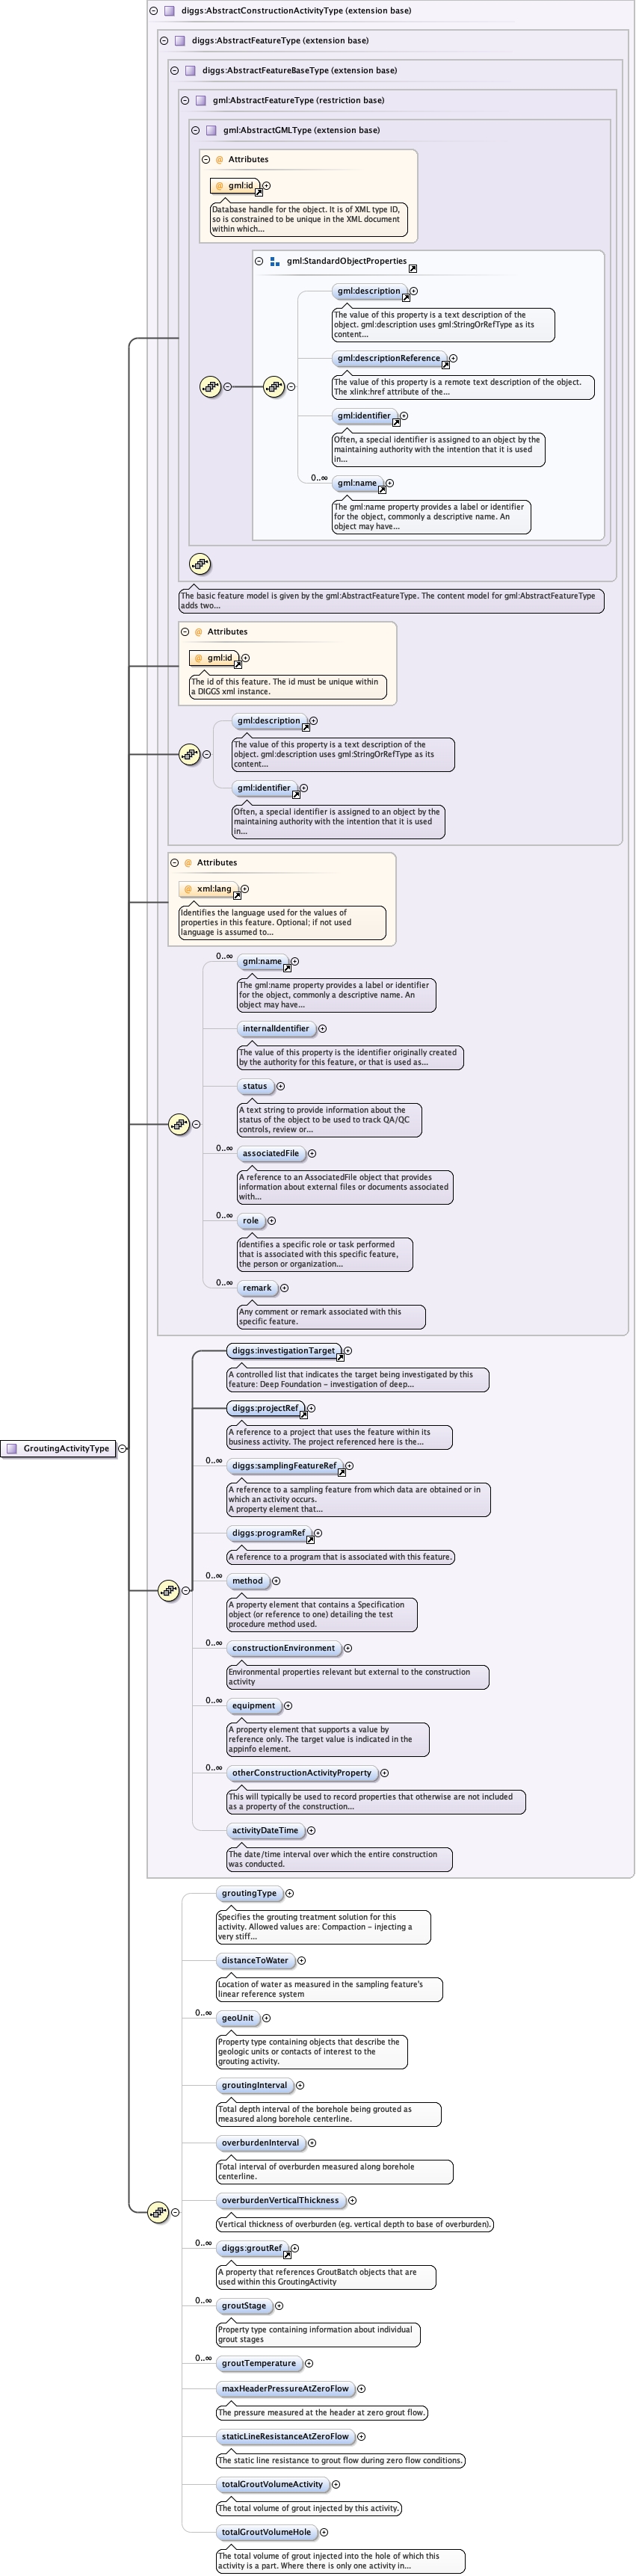 diggs:AbstractConstructionActivityType (extension base)
diggs:AbstractFeatureType (extension base)
diggs:AbstractFeatureBaseType (extension base)
gml:AbstractFeatureType (restriction base)
gml:AbstractGMLType (extension base)
@ Attributes
@ gml:id
Database handle for the object. It is of XML type ID,
so is constrained to be unique in the XML document
within which...
gml:StandardObjectProperties
gml:description
The value of this property is a text description of the
object. gml:description uses gml:StringOrRefType as its
content...
gml:descriptionReference
The value of this property is a remote text description of the object.
The xlink:href attribute of the...
gml:identifier
Often, a special identifier is assigned to an object by the
maintaining authority with the intention that it is used
in...
0..∞
gml:name
The gml:name property provides a label or identifier
for the object, commonly a descriptive name. An
object may have...
The basic feature model is given by the gml:AbstractFeatureType. The content model for gml:AbstractFeatureType
adds two...
@ Attributes
@ gml:id
The id of this feature. The id must be unique within
a DIGGS xml instance.
gml:description
The value of this property is a text description of the
object. gml:description uses gml:StringOrRefType as its
content...
gml:identifier
Often, a special identifier is assigned to an object by the
maintaining authority with the intention that it is used
in...
@ Attributes
@ xml:lang
Identifies the language used for the values of
properties in this feature. Optional; if not used
language is assumed to...
0..∞
gml:name
The gml:name property provides a label or identifier
for the object, commonly a descriptive name. An
object may have...
internalIdentifier
The value of this property is the identifier originally created
by the authority for this feature, or that is used as...
status
A text string to provide information about the
status of the object to be used to track QA/QC
controls, review or...
0..∞
associatedFile
A reference to an AssociatedFile object that provides
information about external files or documents associated
with...
0..∞
role
Identifies a specific role or task performed
that is associated with this specific feature,
the person or organization...
0..∞
remark
Any comment or remark associated with this
specific feature.
diggs:investigationTarget
A controlled list that indicates the target being investigated by this
feature: Deep Foundation - investigation of deep...
diggs:projectRef
A reference to a project that uses the feature within its
business activity. The project referenced here is the...
GroutingActivityType
0..∞
diggs:samplingFeatureRef
A reference to a sampling feature from which data are obtained or in
which an activity occurs.
A property element that...
diggs:programRef
A reference to a program that is associated with this feature.
0..∞
method
A property element that contains a Specification
object (or reference to one) detailing the test
procedure method used.
0..∞
constructionEnvironment
Environmental properties relevant but external to the construction
activity
0..∞
equipment
A property element that supports a value by
reference only. The target value is indicated in the
appinfo element.
0..∞
otherConstructionActivityProperty
This will typically be used to record properties that otherwise are not included
as a property of the construction...
activityDateTime
The date/time interval over which the entire construction
was conducted.
groutingType
Specifies the grouting treatment solution for this
activity. Allowed values are: Compaction - injecting a
very stiff...
distanceToWater
Location of water as measured in the sampling feature's
linear reference system
0..∞
geoUnit
Property type containing objects that describe the
geologic units or contacts of interest to the
grouting activity.
groutingInterval
Total depth interval of the borehole being grouted as
measured along borehole centerline.
overburdenInterval
Total interval of overburden measured along borehole
centerline.
overburdenVerticalThickness
Vertical thickness of overburden (eg. vertical depth to base of overburden).
0..∞
diggs:groutRef
A property that references GroutBatch objects that are
used within this GroutingActivity
0..∞
groutStage
Property type containing information about individual
grout stages
0..∞
groutTemperature
maxHeaderPressureAtZeroFlow
The pressure measured at the header at zero grout flow.
staticLineResistanceAtZeroFlow
The static line resistance to grout flow during zero flow conditions.
totalGroutVolumeActivity
The total volume of grout injected by this activity.
totalGroutVolumeHole
The total volume of grout injected into the hole of which this
activity is a part. Where there is only one activity in...